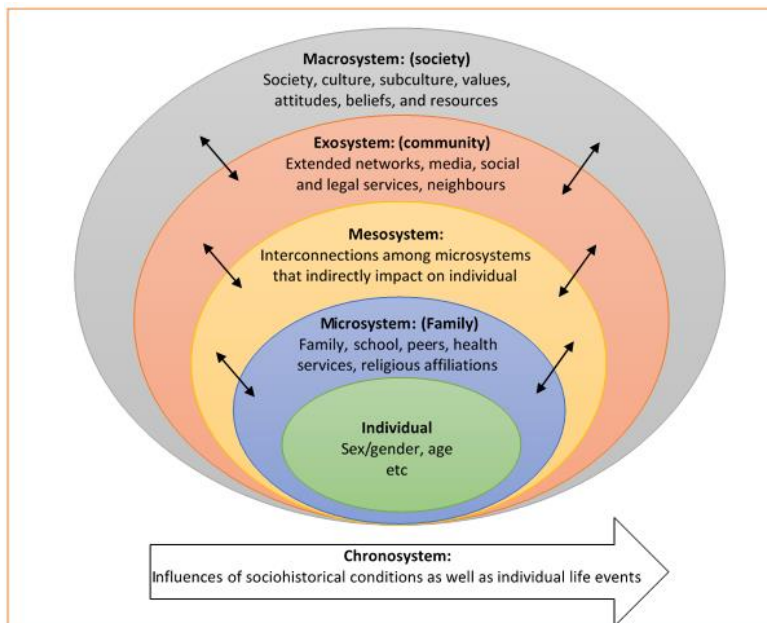 Macrosystem: (society)
Society, culture, subculture, values,
attitudes, beliefs, and resources
Exosystem: (community)
Extended networks, media, social
and legal services, neighbours
Mesosystem:
Interconnections among microsystems
that indirectly impact on individual
Microsystem: (Family)
Family, school, peers, health
services, religious affiliations
Individual
Sex/gender, age
etc
Chronosystem:
Influences of sociohistorical conditions as well as individual life events